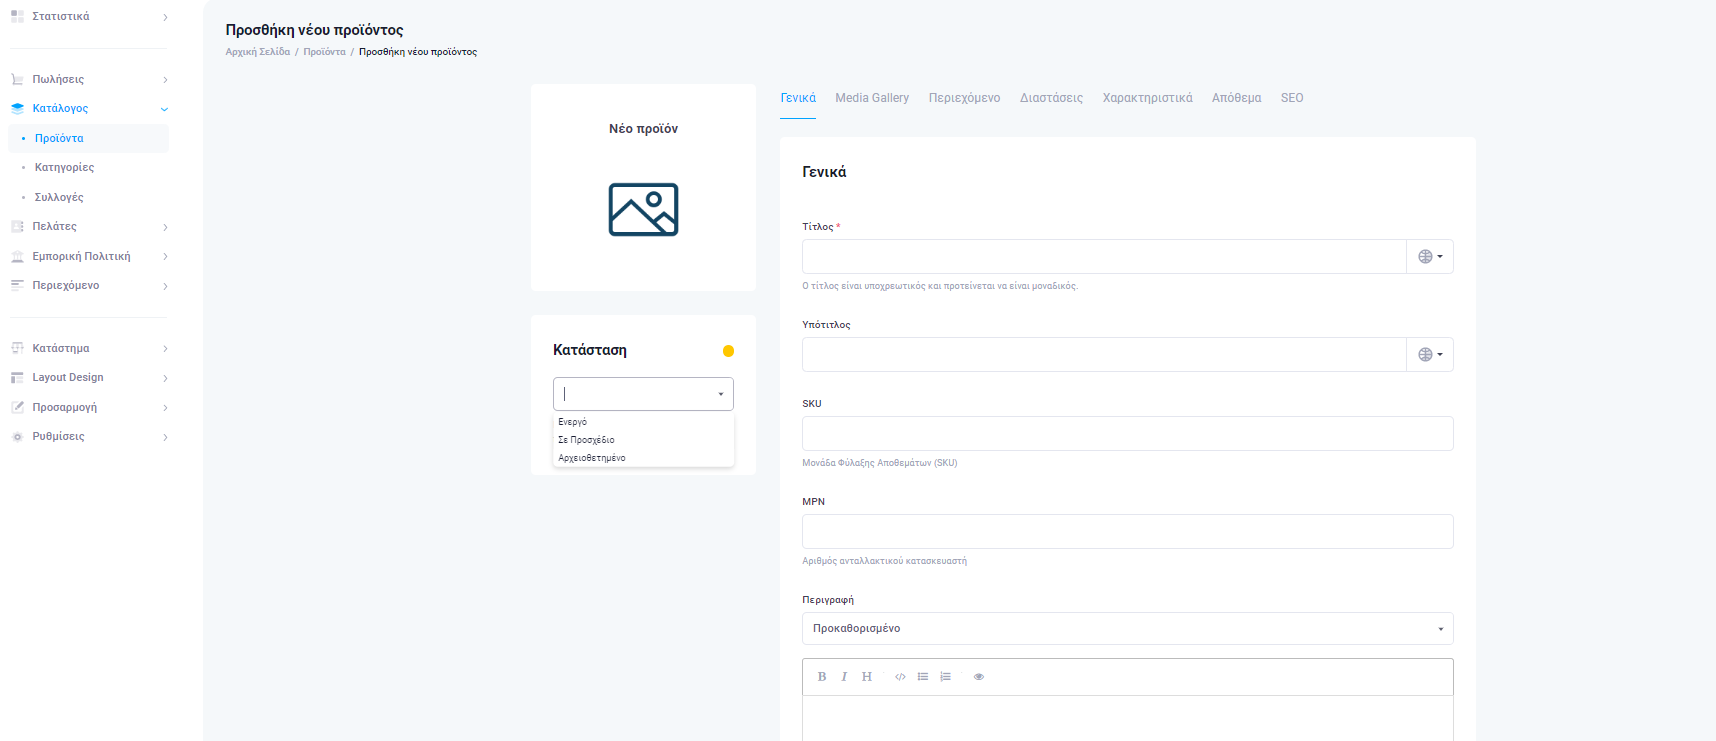 Στατιστικά
Πωλήσεις
Κατάλογος
Προϊόντα
Κατηγορίες
Συλλογές
Πελάτες
Εμπορική Πολιτική
Περιεχόμενο
Κατάστημα
Layout Design
Προσαρμογή
Ρυθμίσεις
Προσθήκη νέου προϊόντος
Αρχική Σελίδα / Προϊόντα / Προσθήκη νέου προϊόντος
Νέο προϊόν
Κατάσταση
Ενεργό
Σε Προσχέδιο
Αρχειοθετημένο
Γενικά Media Gallery Περιεχόμενο Διαστάσεις Χαρακτηριστικά Απόθεμα SEO
Γενικά
Τίτλος *
Ο τίτλος είναι υποχρεωτικός και προτείνεται να είναι μοναδικός.
Υπότιτλος
SKU
Μονάδα Φύλαξης Αποθεμάτων (SKU)
MPN
Αριθμός ανταλλακτικού κατασκευαστή
Περιγραφή
Προκαθορισμένο
B I H